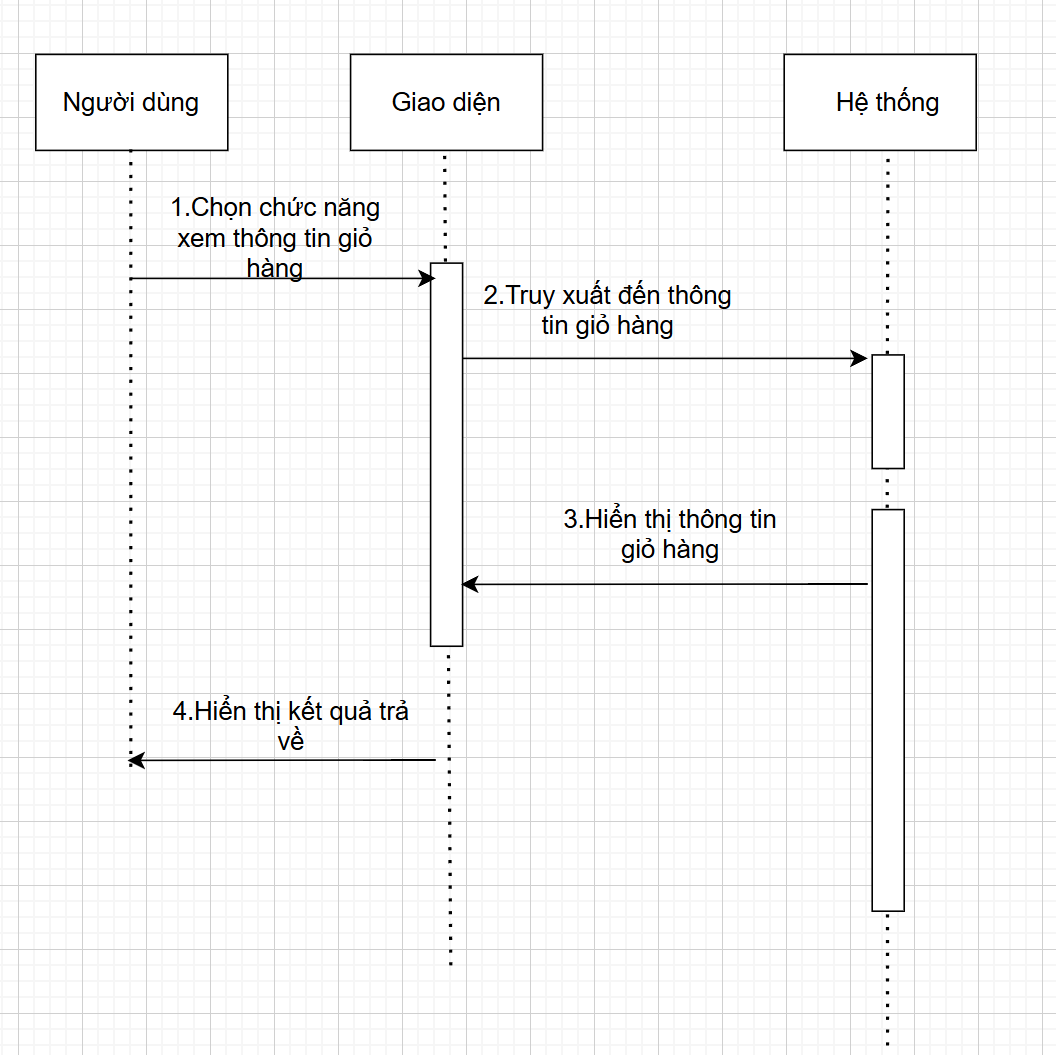 Người dùng
Giao diện
Hệ thống
1.Chọn chức năng
xem thông tin giỏ
hàng
2.Truy xuất đến thông
tin giỏ hàng
3.Hiển thị thông tin
giỏ hàng
4.Hiển thị kết quả trả
về